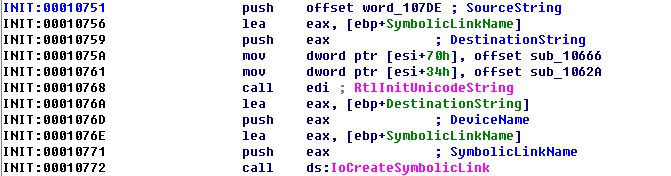 INIT:00010751 push offset word_107DE ; SourceString
INIT:00010756 lea eax, [ebp+SymbolicLinkName]
INIT:00010759 push eax ; DestinationString
INIT:0001075A mov dword ptr [esi+70h], offset sub_10666
INIT:00010761 mov dword ptr [esi+34h], offset sub_1062A
INIT:00010768 call edi ; RtlInitUnicodeString
INIT:0001076A lea eax, [ebp+DestinationString]
INIT:0001076D push eax ; DeviceName
INIT:0001076E lea eax, [ebp+SymbolicLinkName]
INIT:00010771 push eax ; SymbolicLinkName
INIT:00010772 call ds:IoCreateSymbolicLink